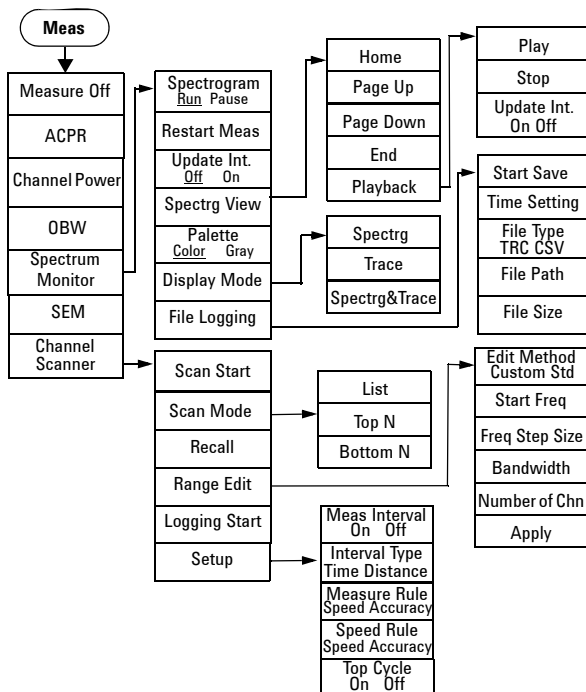 Meas
Measure Off
ACPR
Channel Power
OBW
Spectrum
Monitor
SEM
Channel
Scanner
Spectrogram
Run Pause
Restart Meas
Update Int.
Off On
Spectrg View
Palette
Color Gray
Display Mode
File Logging
Home
Page Up
Page Down
End
Playback
Play
Stop
Update Int.
On Off
Spectrg
Trace
Spectrg&Trace
Start Save
Time Setting
File Type
TRC CSV
File Path
File Size
Scan Start
Scan Mode
Recall
Range Edit
Logging Start
Setup
List
Top N
Bottom N
Edit Method
Custom Std
Start Freq
Freq Step Size
Bandwidth
Number of Chn
Apply
Meas Interval
On Off
Interval Type
Time Distance
Measure Rule
Speed Accuracy
Speed Rule
Speed Accuracy
Top Cycle
On Off